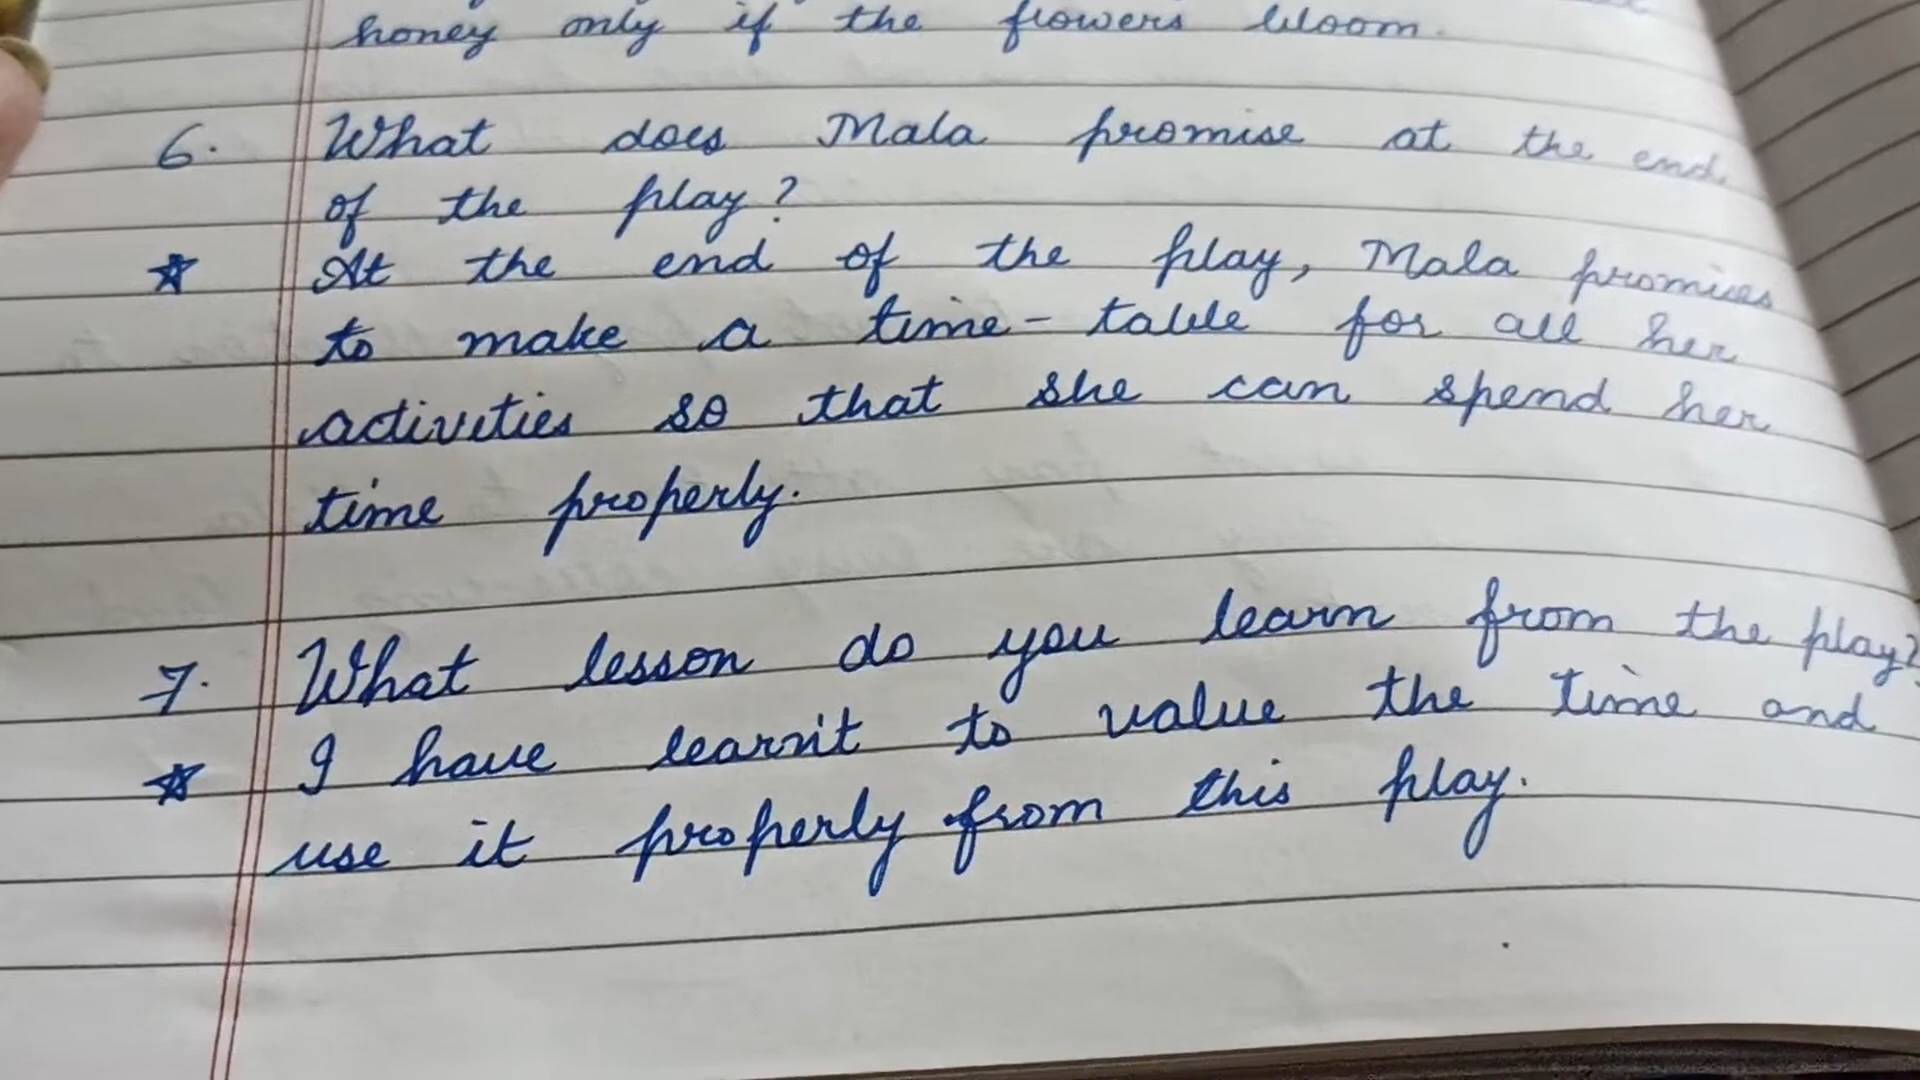 honey only if the flowers bloom.
6. What does Mala promise at the end
of the play?
☆ At the end of the play, Mala promises
to make a time-table for all her
activities so that she can spend her
time properly.
7. What lesson do you learn from the play?
☆ I have learnit to value the time and
use it properly from this play.